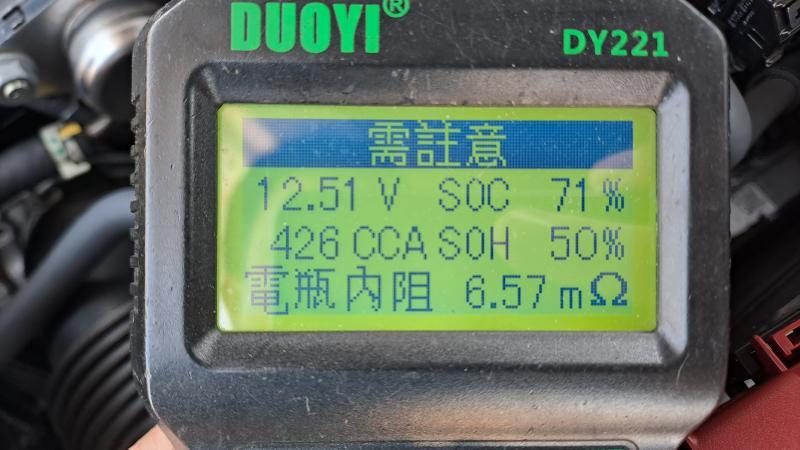 DUOYI®
DY221
需註意
12.51 V SOC 71%
426 CCA SOH 50%
電瓶內阻 6.57 mΩ